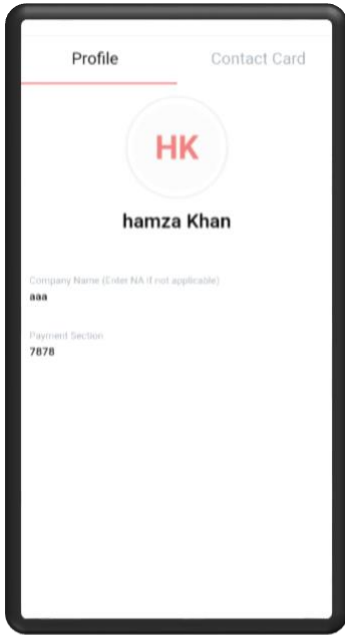 Profile
Contact Card
HK
hamza Khan
Company Name (Enter NA if not applicable)
aaa
Payment Section
7878